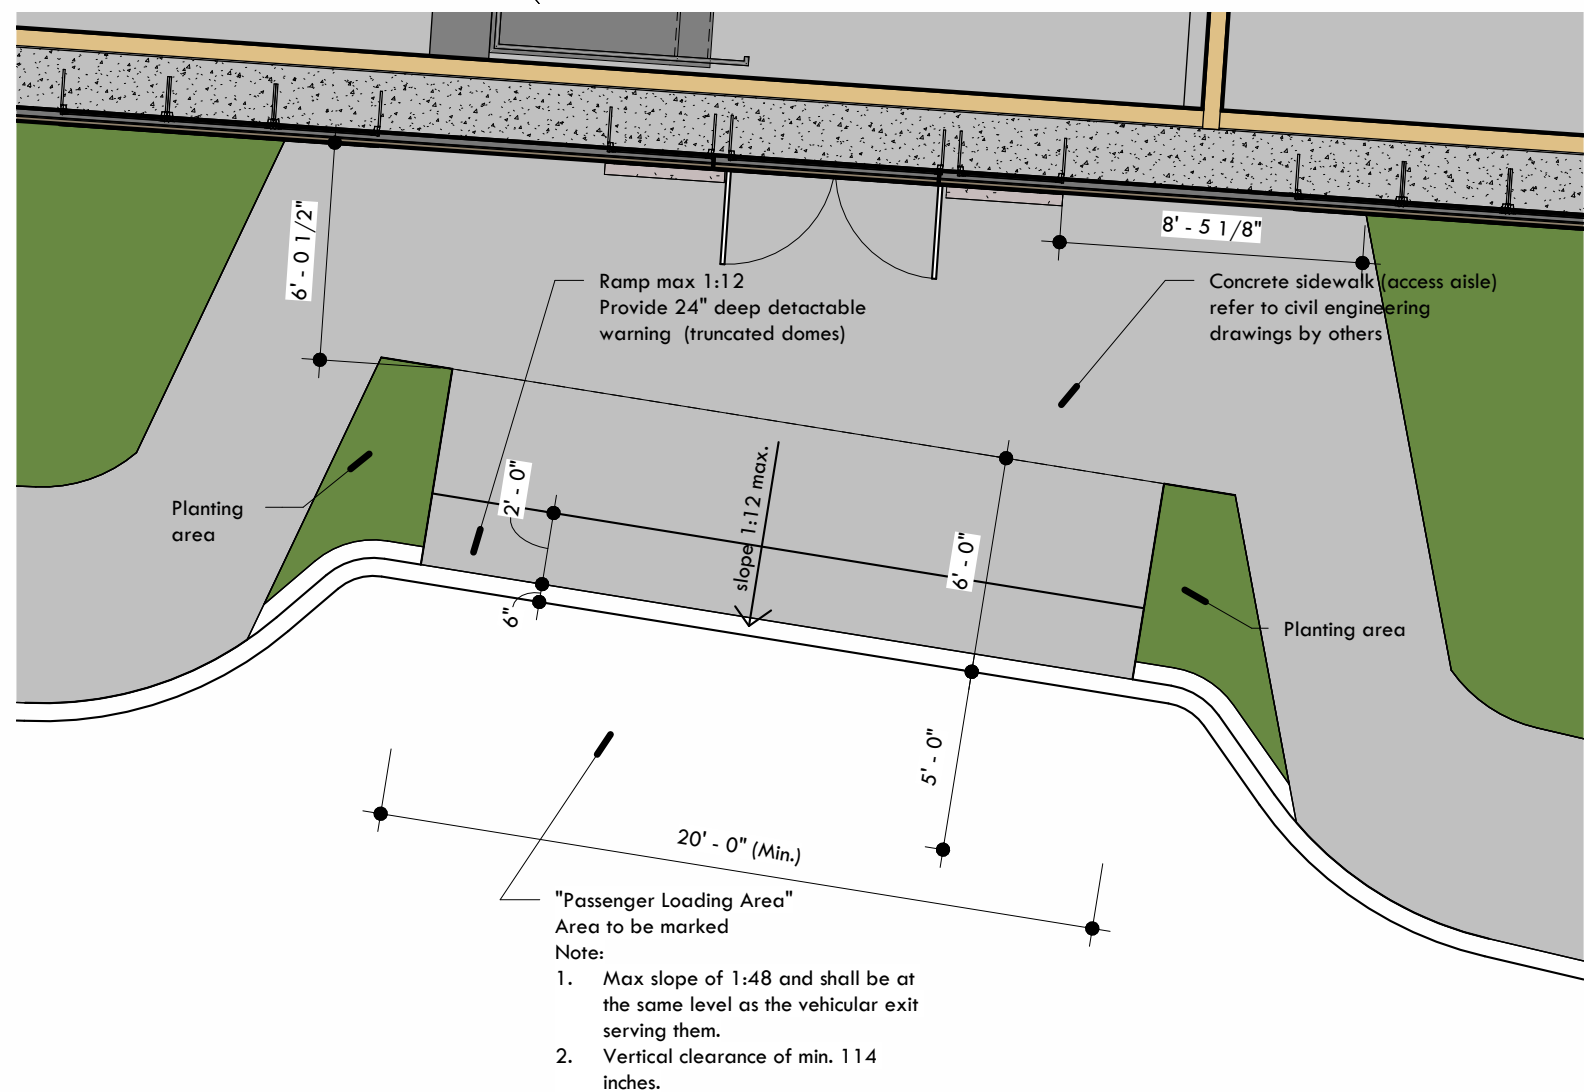 6' - 0 1/2"
8' - 5 1/8"
Ramp max 1:12
Provide 24" deep detactable
warning (truncated domes)
Concrete sidewalk (access aisle)
refer to civil engineering
drawings by others
2' - 0"
slope 1:12 max.
6' - 0"
Planting
area
6"
Planting area
5' - 0"
20' - 0" (Min.)
"Passenger Loading Area"
Area to be marked
Note:
1. Max slope of 1:48 and shall be at
the same level as the vehicular exit
serving them.
2. Vertical clearance of min. 114
inches.